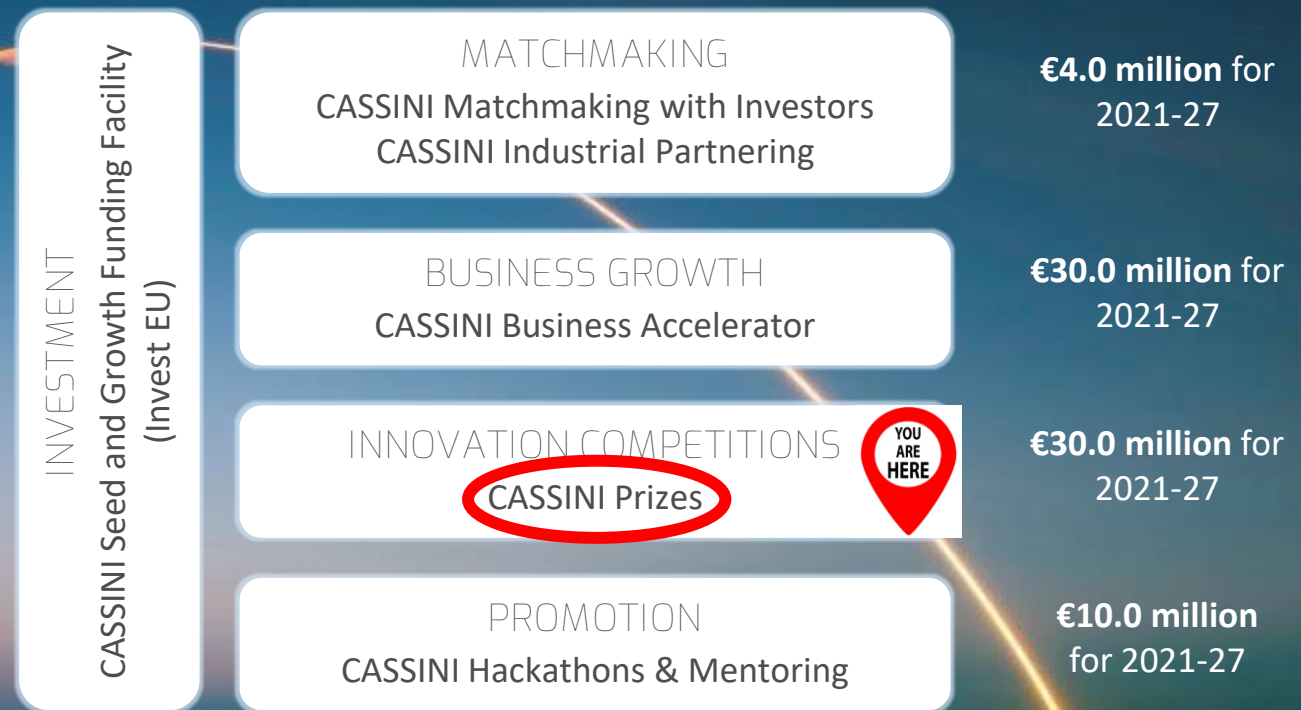 INVESTMENT
CASSINI Seed and Growth Funding Facility
(Invest EU)
MATCHMAKING
CASSINI Matchmaking with Investors
CASSINI Industrial Partnering
€4.0 million for
2021-27
BUSINESS GROWTH
CASSINI Business Accelerator
€30.0 million for
2021-27
INNOVATION COMPETITIONS
CASSINI Prizes
YOU
ARE
HERE
€30.0 million for
2021-27
PROMOTION
CASSINI Hackathons & Mentoring
€10.0 million
for 2021-27